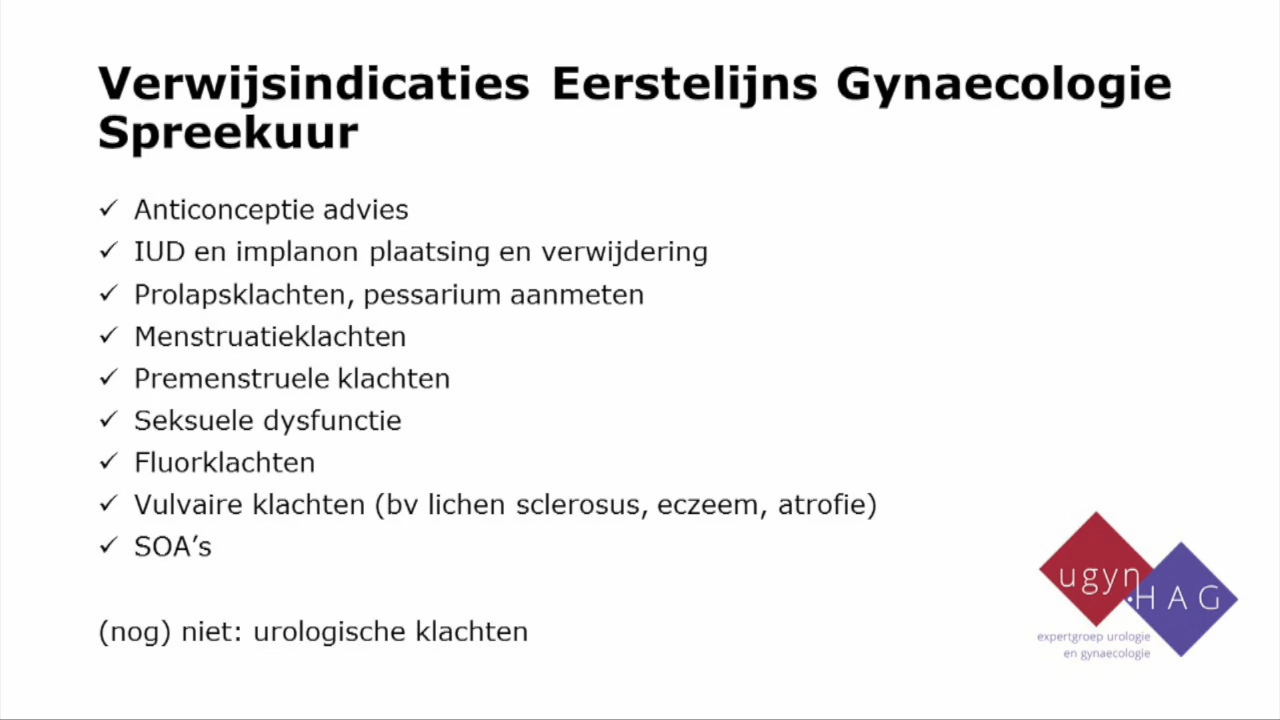 Verwijsindicaties Eerstelijns Gynaecologie
Spreekuur
✓ Anticonceptie advies
✓ IUD en implanon plaatsing en verwijdering
✓ Prolapsklachten, pessarium aanmeten
✓ Menstruatieklachten
✓ Premenstruele klachten
✓ Seksuele dysfunctie
✓ Fluorklachten
✓ Vulvaire klachten (bv lichen sclerosus, eczeem, atrofie)
✓ SOA’s
(nog) niet: urologische klachten
ugyn
HAG
expertgroep urologie
en gynaecologie